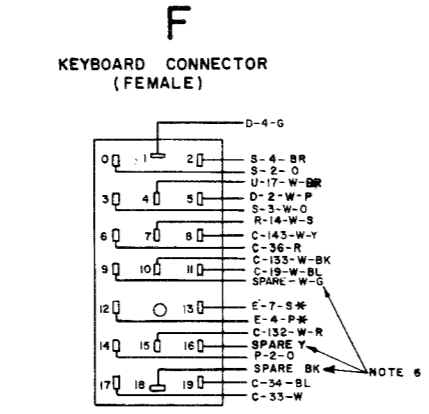 F
KEYBOARD CONNECTOR
(FEMALE)
D-4-G
0 1 2 S-4-BR
S-2-O
U-17-W-BR
3 4 5 D-2-W-P
S-3-W-O
R-14-W-S
6 7 8 C-143-W-Y
C-36-R
C-133-W-BK
9 10 11 C-19-W-BL
SPARE-W-G
12 13 E-7-S*
E-4-P*
C-132-W-R
14 15 16 SPARE Y
P-2-O
NOTE 6
SPARE BK
17 18 19 C-34-BL
C-33-W